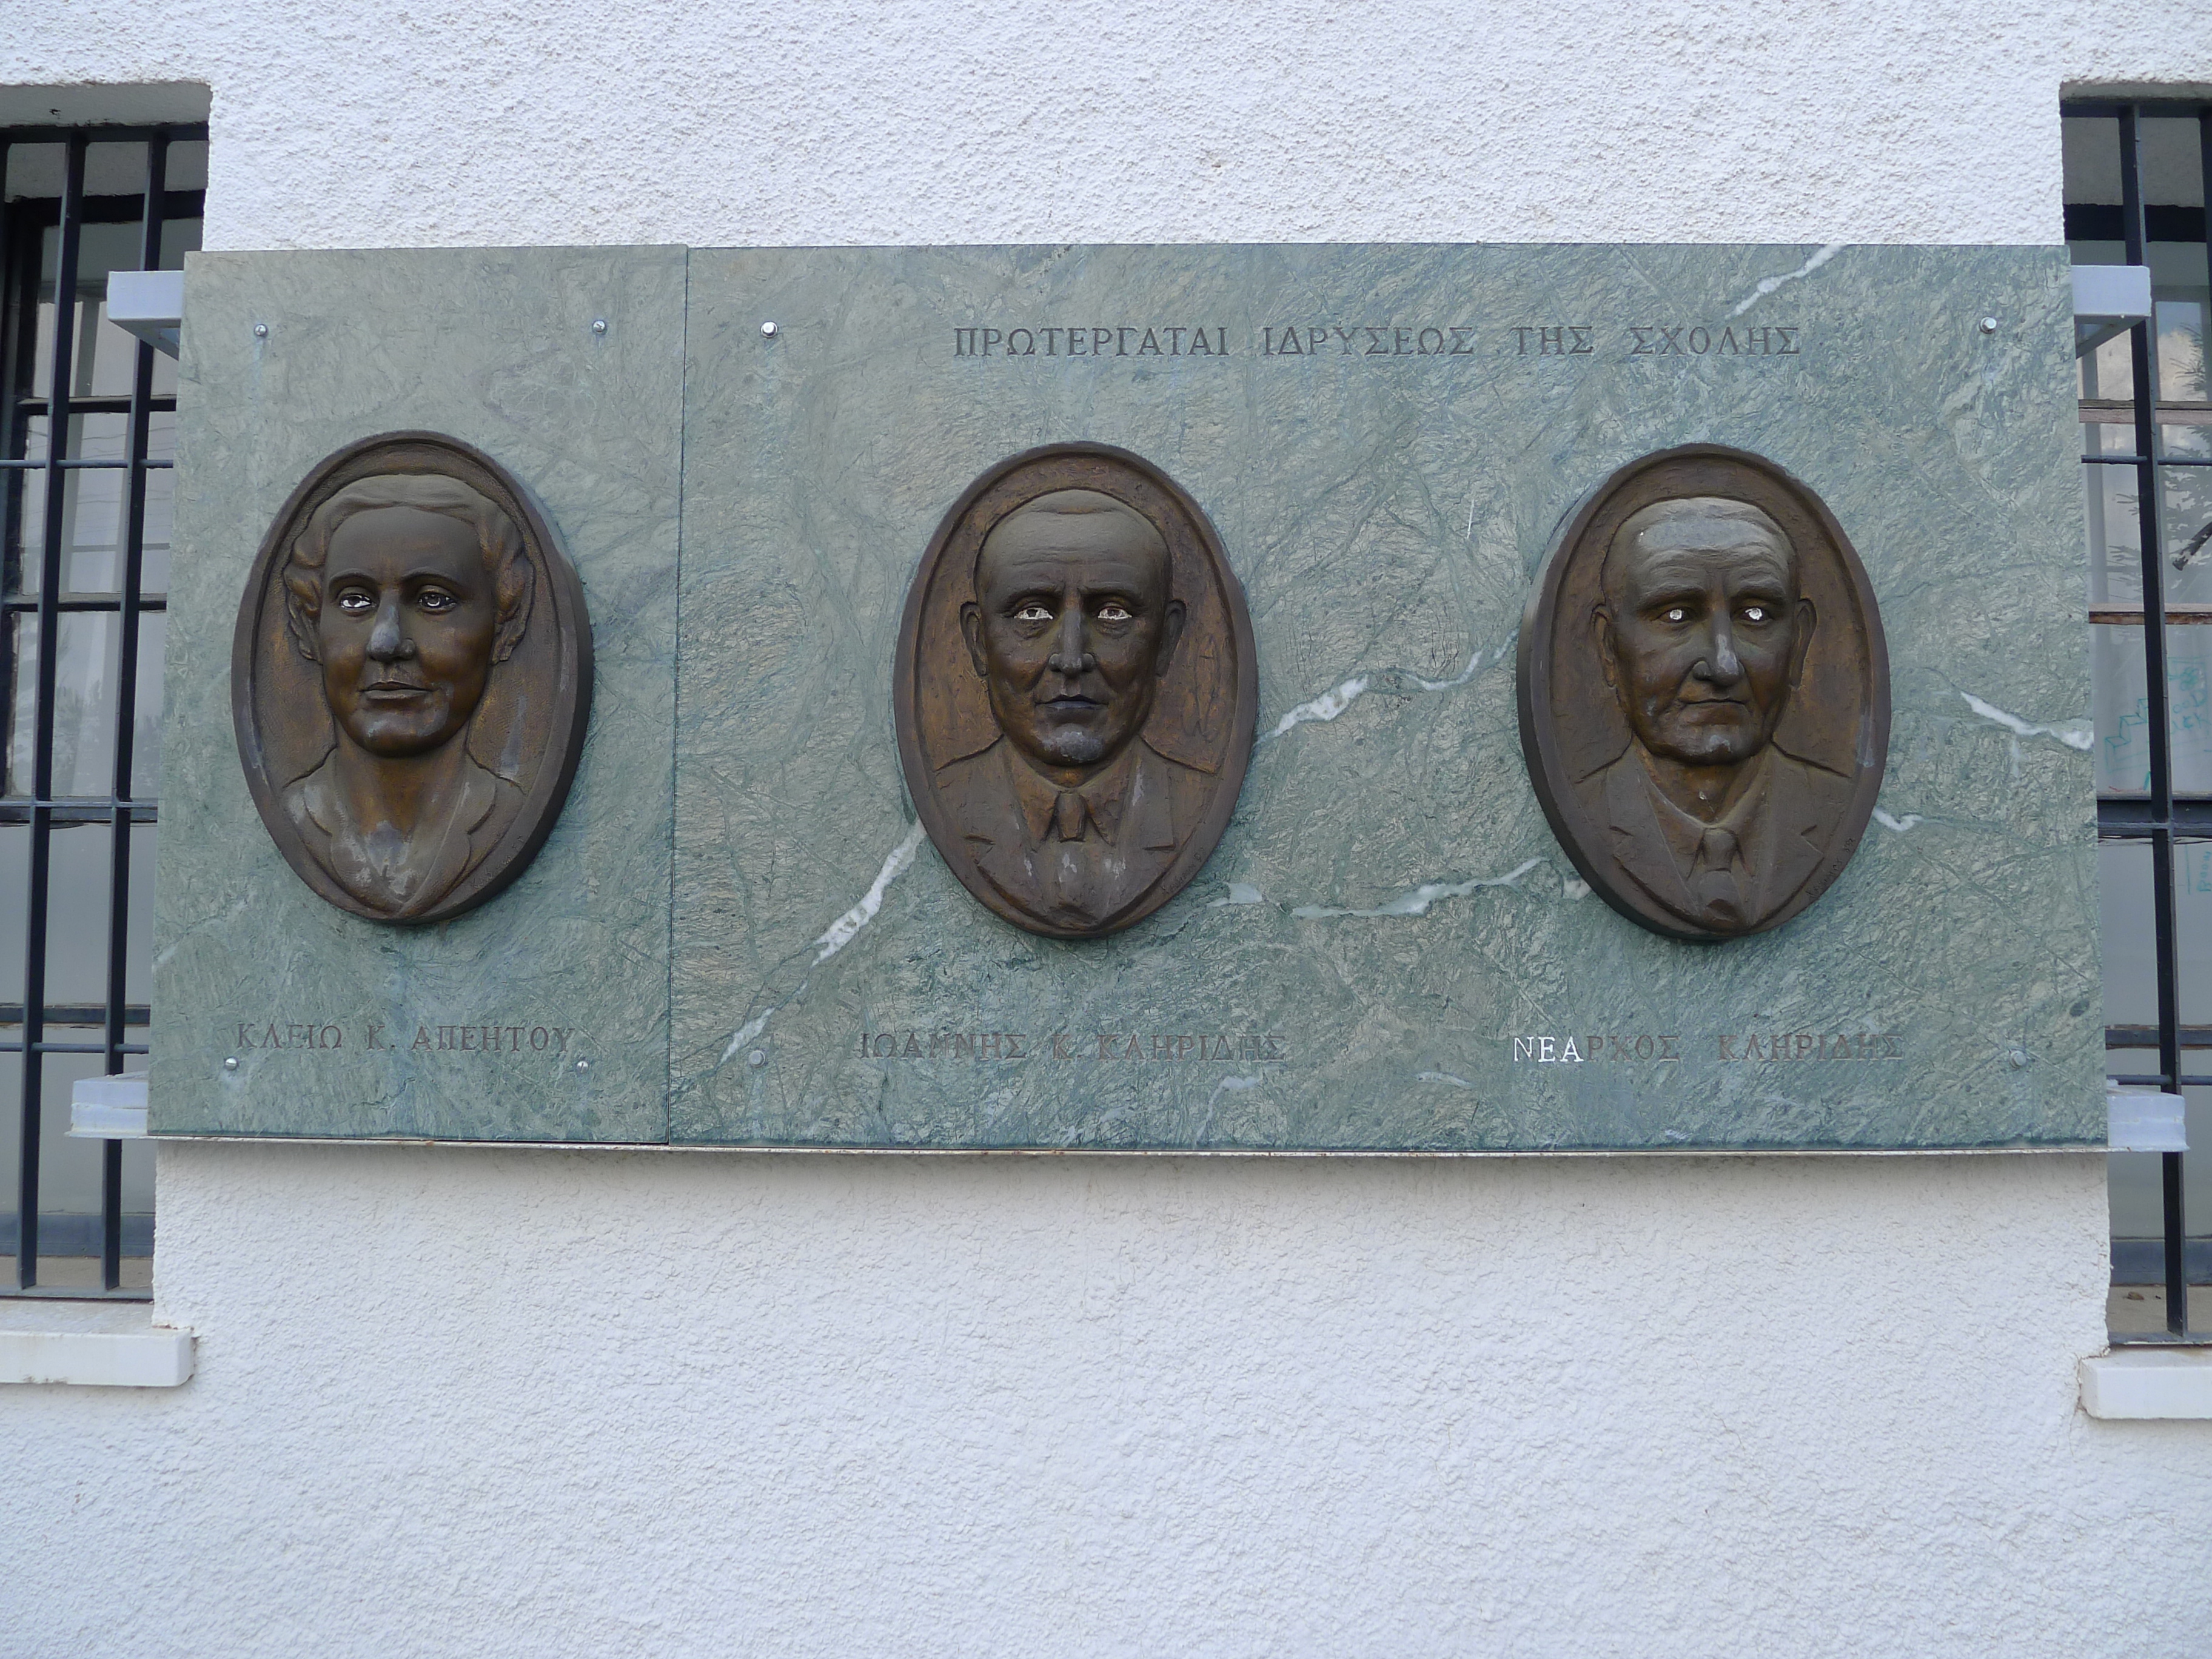 ΠΡΩΤΕΡΓΑΤΑΙ ΙΔΡΥΣΕΩΣ ΤΗΣ ΣΧΟΛΗΣ
ΚΛΕΙΩ Κ. ΑΠΕΗΤΟΥ
ΙΩΑΝΝΗΣ Κ. ΚΛΗΡΙΔΗΣ
ΝΕΑΡΧΟΣ ΚΛΗΡΙΔΗΣ